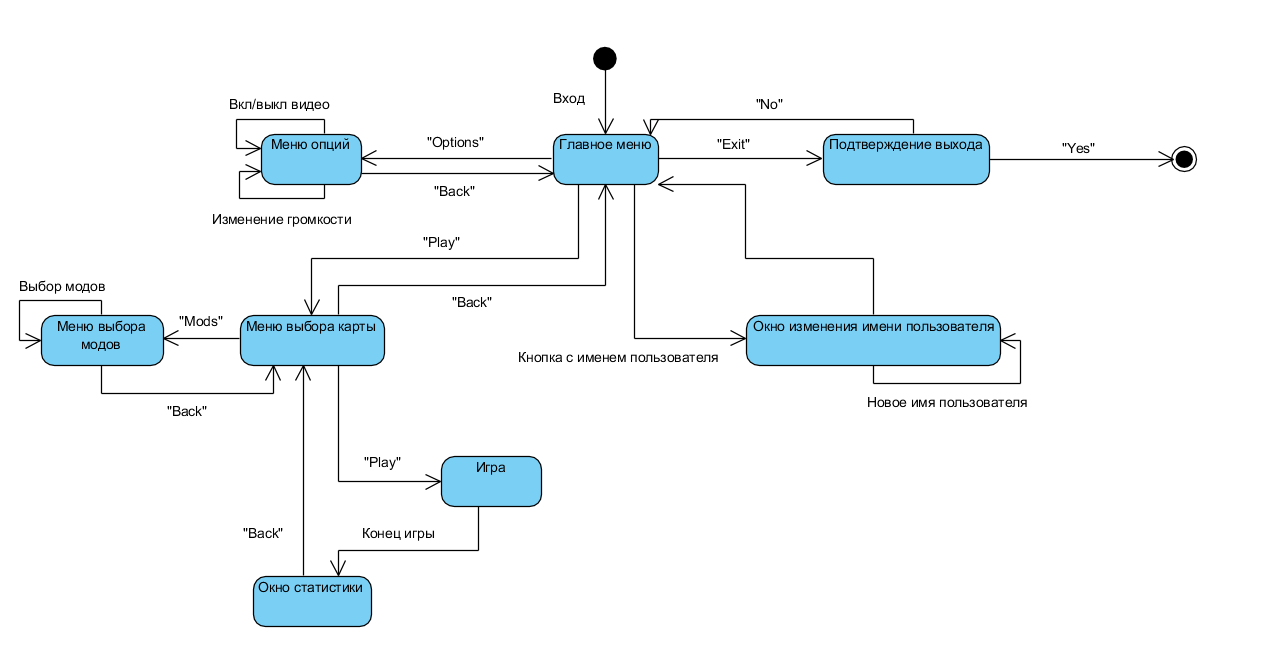 Вход
Вкл/выкл видео
"No"
Меню опций
"Options"
Главное меню
"Exit"
Подтверждение выхода
"Yes"
"Back"
Изменение громкости
"Play"
Выбор модов
"Back"
Меню выбора
модов
"Mods"
Меню выбора карты
Окно изменения имени пользователя
Кнопка с именем пользователя
Новое имя пользователя
"Back"
"Play"
Игра
"Back"
Конец игры
Окно статистики